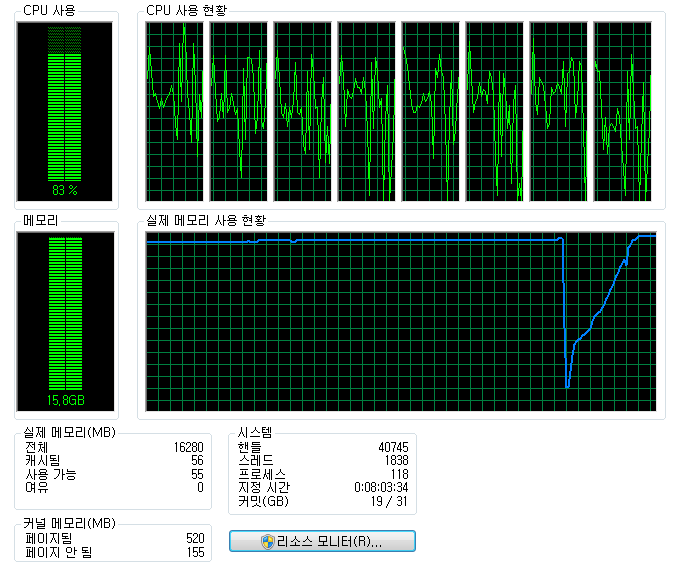 CPU 사용
CPU 사용 현황
83 %
메모리
실제 메모리 사용 현황
15,8GB
실제 메모리(MB)
전체 16280
캐시됨 56
사용 가능 55
여유 0
시스템
핸들 40745
스레드 1838
프로세스 118
지정 시간 0:08:03:34
커밋(GB) 19 / 31
커널 메모리(MB)
페이지됨 520
페이지 안 됨 155
리소스 모니터(R)...